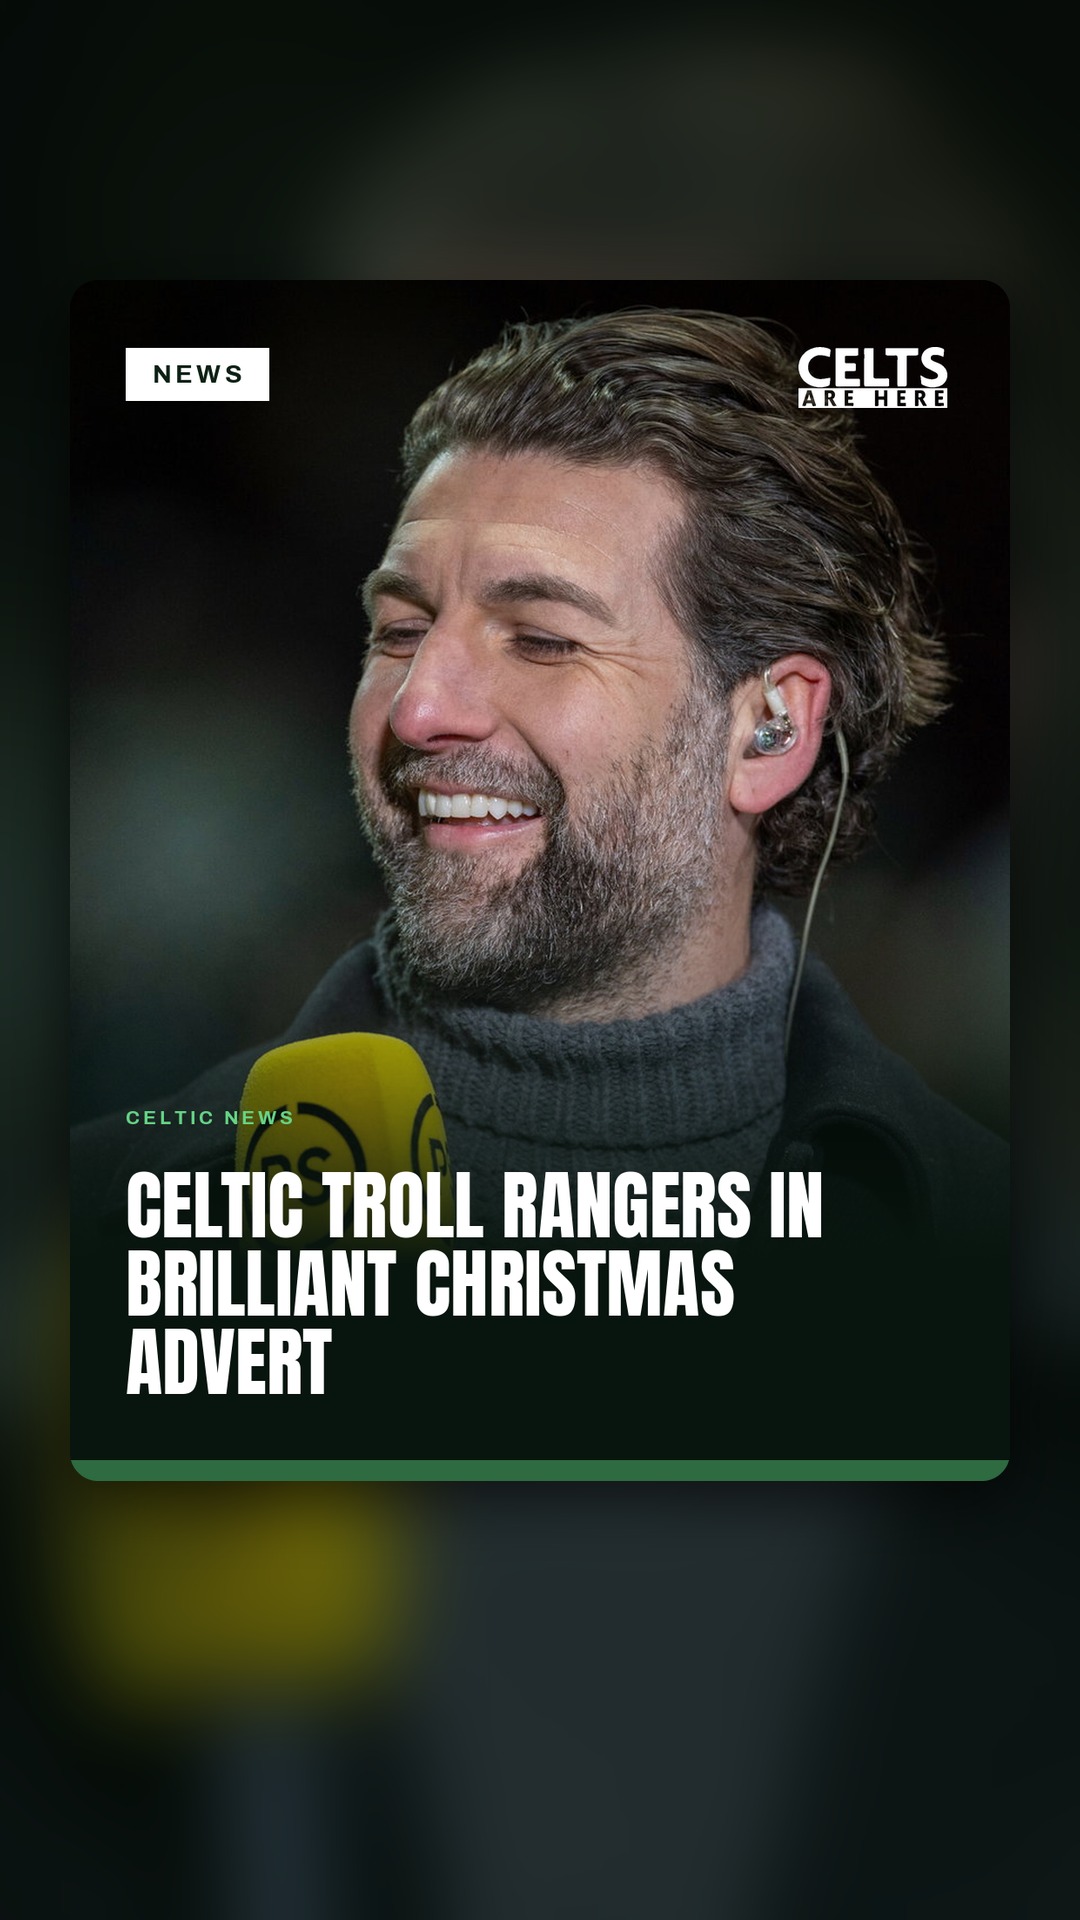 NEWS
CELTS
ARE HERE
CELTIC NEWS
CELTIC TROLL RANGERS IN
BRILLIANT CHRISTMAS
ADVERT